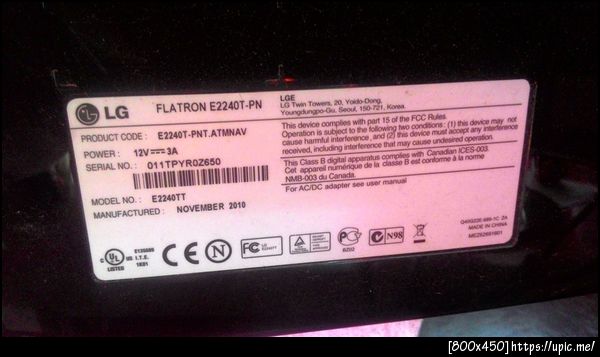 LG FLATRON E2240T-PN
PRODUCT CODE : E2240T-PNT.ATMNAV
POWER : 12V 3A
SERIAL NO. : 011TPYR0Z650
MODEL NO. : E2240TT
MANUFACTURED : NOVEMBER 2010
LGE
LG Twin Towers, 20, Yoido-Dong,
Youngdungpo-Gu, Seoul, 150-721, Korea.
This device complies with part 15 of the FCC Rules.
Operation is subject to the following two conditions : (1) this device may not
cause harmful interference, and (2) this device must accept any interference
received, including interference that may cause undesired operation.
This Class B digital apparatus complies with Canadian ICES-003.
Cet appareil numérique de la classe B est conforme à la norme
NMB-003 du Canada.
For AC/DC adapter see user manual
c UL us
LISTED
I.T.E.
CE
N
FC
N98
MADE IN CHINA
[800x450]https://upic.me/